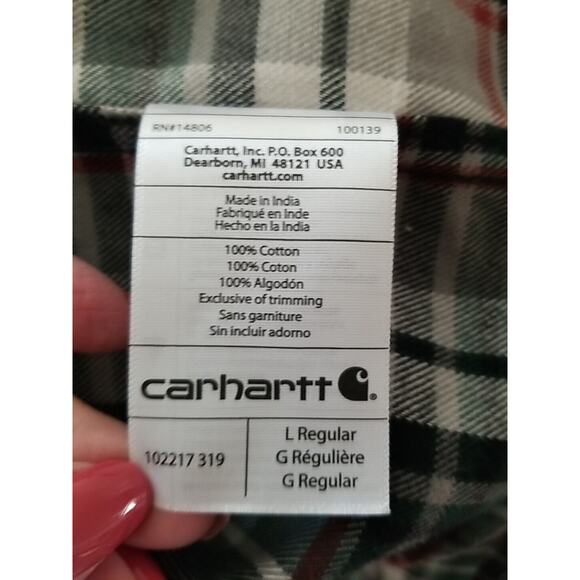 RN#14806 100139
Carhartt, Inc. P.O. Box 600
Dearborn, MI 48121 USA
carhartt.com
Made in India
Fabriqué en Inde
Hecho en la India
100% Cotton
100% Coton
100% Algodón
Exclusive of trimming
Sans garniture
Sin incluir adorno
carhartt
102217 319
L Regular
G Régulière
G Regular